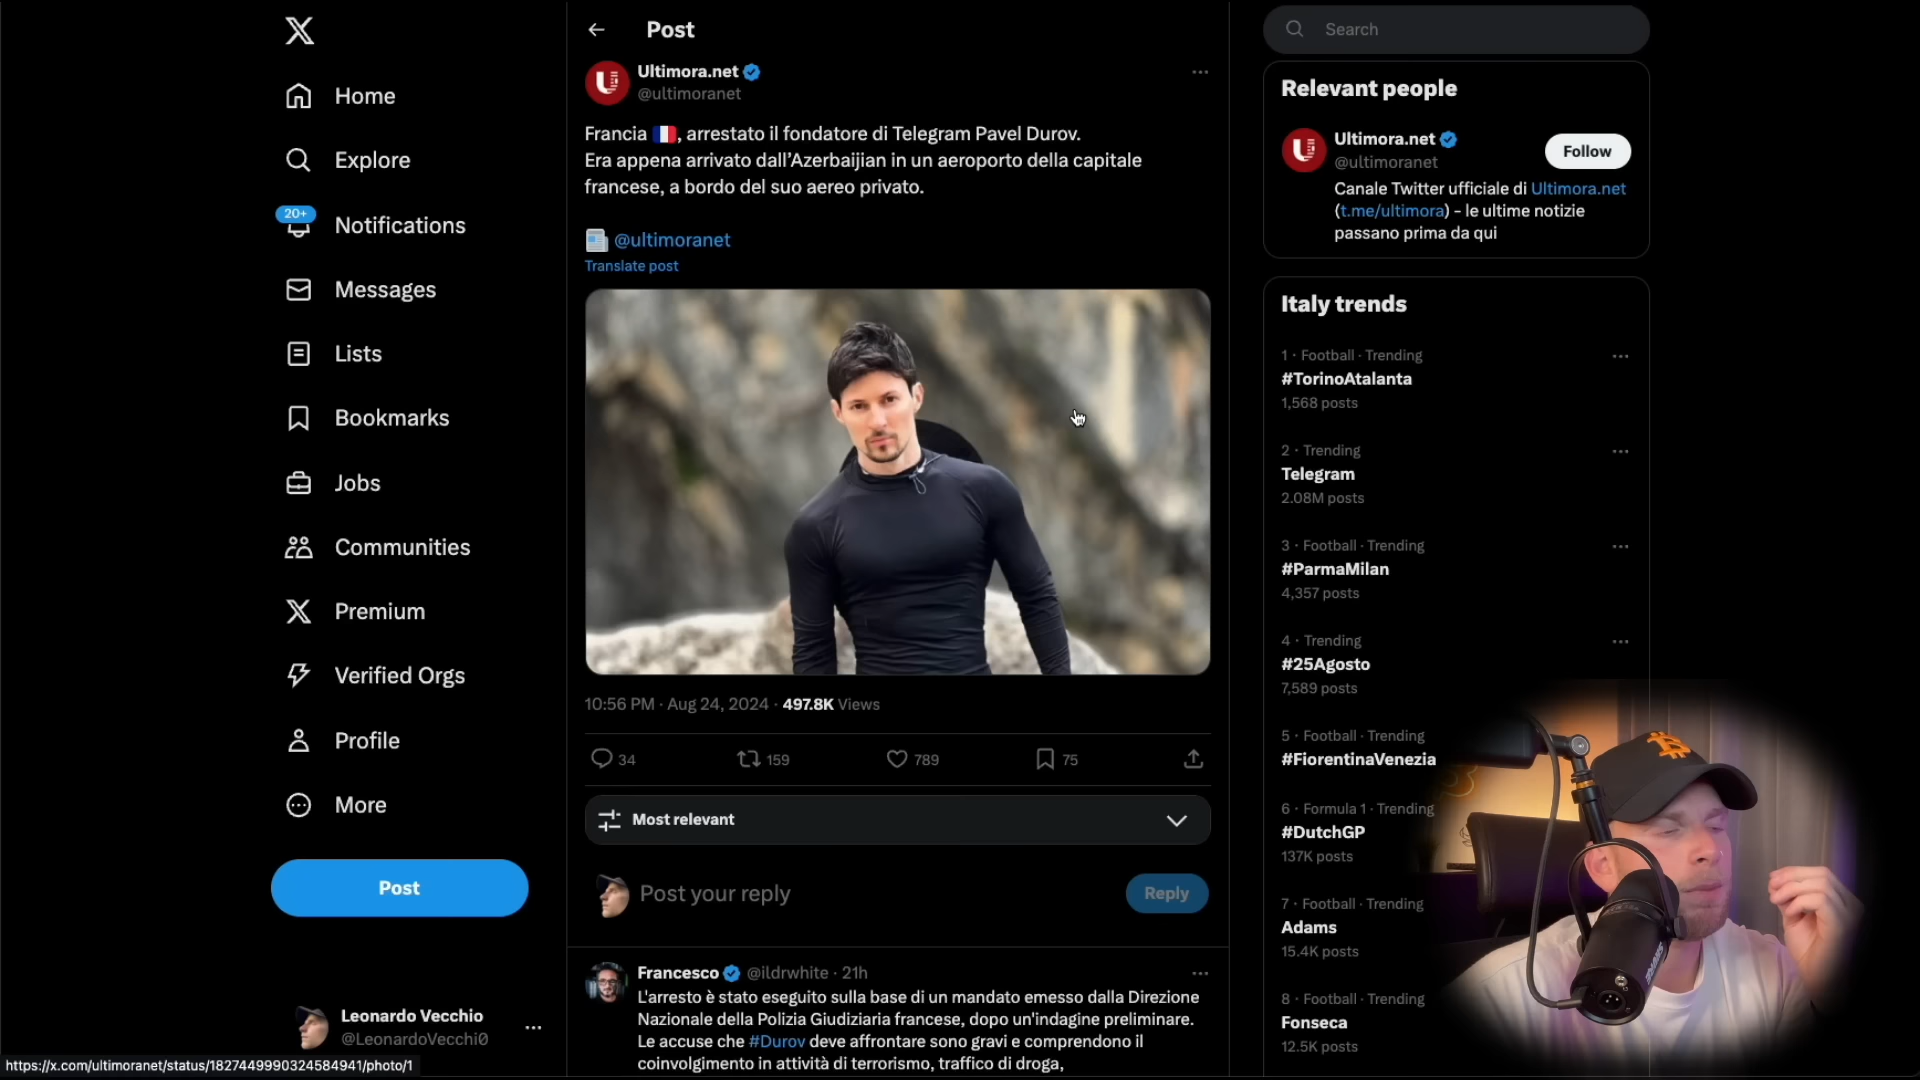 Home
Explore
20+
Notifications
Messages
Lists
Bookmarks
Jobs
Communities
Premium
Verified Orgs
Profile
More
Post
Leonardo Vecchio
@LeonardoVecchi0
https://x.com/ultimoranet/status/1827449990324584941/photo/1
Post
Ultimora.net
@ultimoranet
Francia 🇫🇷, arrestato il fondatore di Telegram Pavel Durov.
Era appena arrivato dall’Azerbaijian in un aeroporto della capitale
francese, a bordo del suo aereo privato.
📰 @ultimoranet
Translate post
10:56 PM · Aug 24, 2024 · 497.8K Views
34 159 789 75
Most relevant
Post your reply
Reply
Francesco @ildrwhite · 21h
L'arresto è stato eseguito sulla base di un mandato emesso dalla Direzione
Nazionale della Polizia Giudiziaria francese, dopo un'indagine preliminare.
Le accuse che #Durov deve affrontare sono gravi e comprendono il
coinvolgimento in attività di terrorismo, traffico di droga,
Search
Relevant people
Ultimora.net
@ultimoranet
Follow
Canale Twitter ufficiale di Ultimora.net
(t.me/ultimora) - le ultime notizie
passano prima da qui
Italy trends
1 · Football · Trending
#TorinoAtalanta
1,568 posts
2 · Trending
Telegram
2.08M posts
3 · Football · Trending
#ParmaMilan
4,357 posts
4 · Trending
#25Agosto
7,589 posts
5 · Football · Trending
#FiorentinaVenezia
6 · Formula 1 · Trending
#DutchGP
137K posts
7 · Football · Trending
Adams
15.4K posts
8 · Football · Trending
Fonseca
12.5K posts